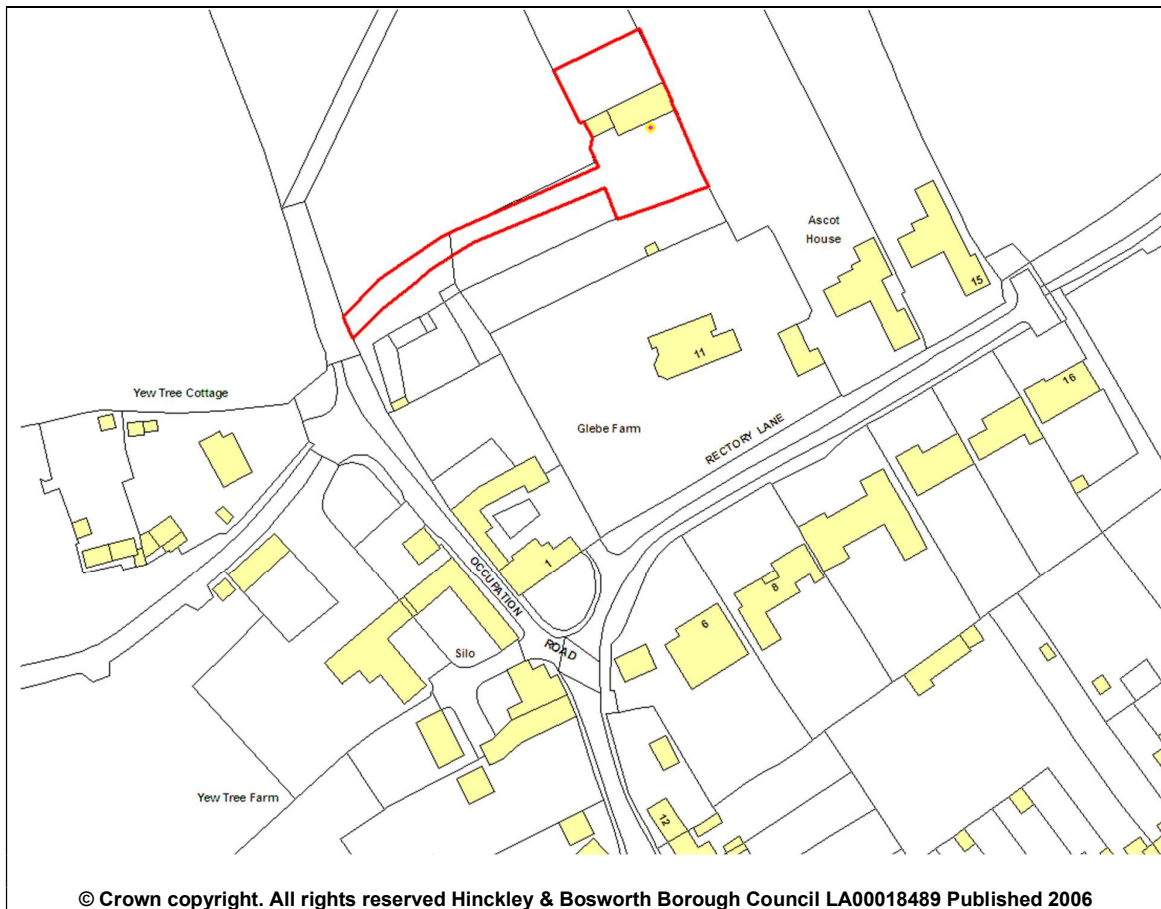 Ascot
House
15
11
16
Yew Tree Cottage
Glebe Farm
RECTORY LANE
1
OCCUPATION
ROAD
8
6
Silo
Yew Tree Farm
12
© Crown copyright. All rights reserved Hinckley & Bosworth Borough Council LA00018489 Published 2006